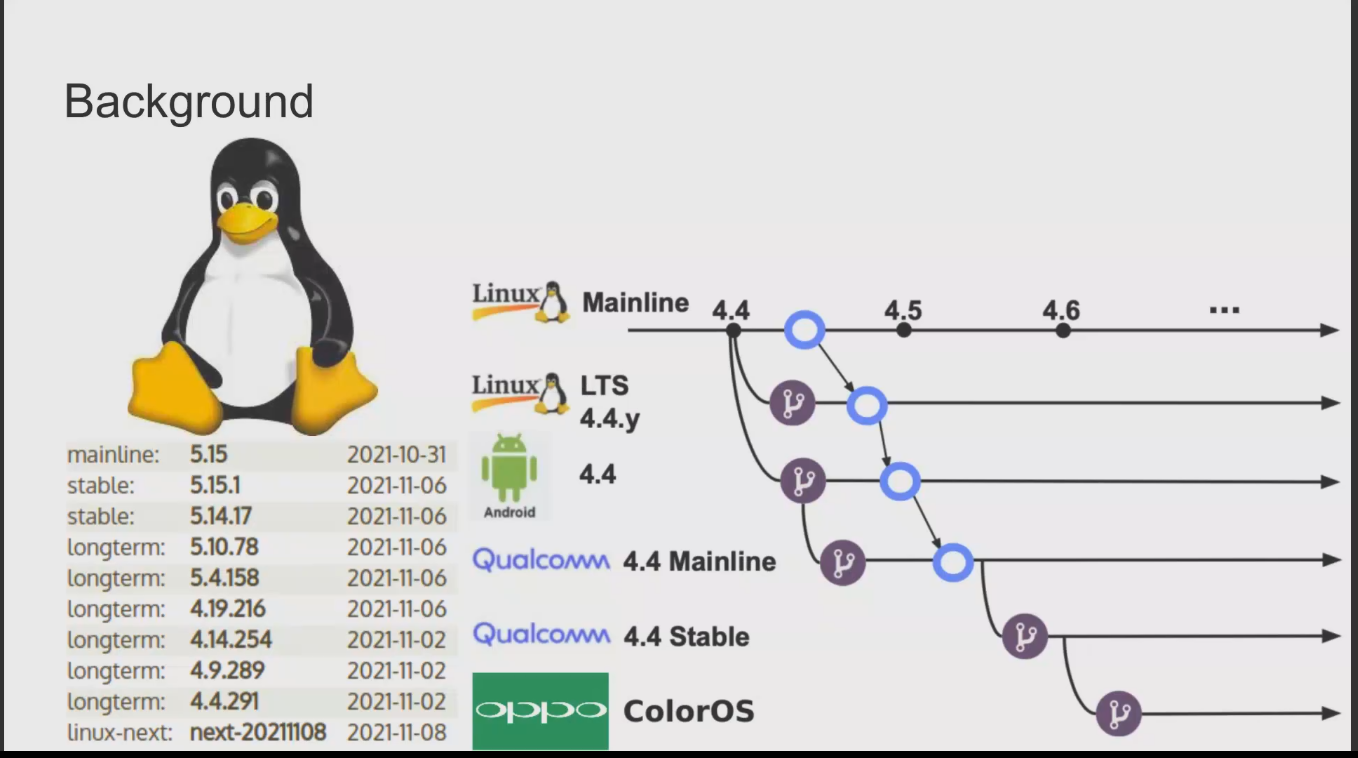 Background
mainline: 5.15 2021-10-31
stable: 5.15.1 2021-11-06
stable: 5.14.17 2021-11-06
longterm: 5.10.78 2021-11-06
longterm: 5.4.158 2021-11-06
longterm: 4.19.216 2021-11-06
longterm: 4.14.254 2021-11-02
longterm: 4.9.289 2021-11-02
longterm: 4.4.291 2021-11-02
linux-next: next-20211108 2021-11-08
Linux Mainline 4.4 4.5 4.6 ...
Linux LTS
4.4.y
Android 4.4
Qualcomm 4.4 Mainline
Qualcomm 4.4 Stable
oppo ColorOS